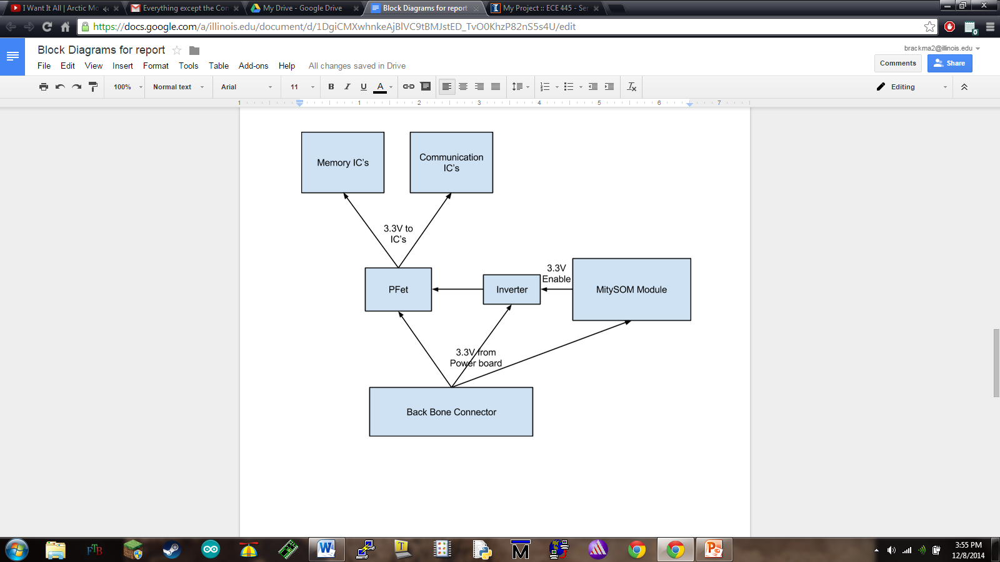 I Want It All | Arctic Mo
Everything except the Con
My Drive - Google Drive
Block Diagrams for report
My Project :: ECE 445 - Sen
https://docs.google.com/a/illinois.edu/document/d/1DgiCMXwhnkeAjBlVC9tBMJstED_TvO0KhzP82nS5s4U/edit
Block Diagrams for report
brackma2@illinois.edu
File Edit View Insert Format Tools Table Add-ons Help All changes saved in Drive
Comments
Share
100% Normal text Arial 11 B I U A Editing
1 1 2 3 4 5 6 7
Memory IC's
Communication
IC's
3.3V to
IC's
3.3V
Enable
PFet
Inverter
MitySOM Module
3.3V from
Power board
Back Bone Connector
FTB
W
T
M
P
3:55 PM
12/8/2014